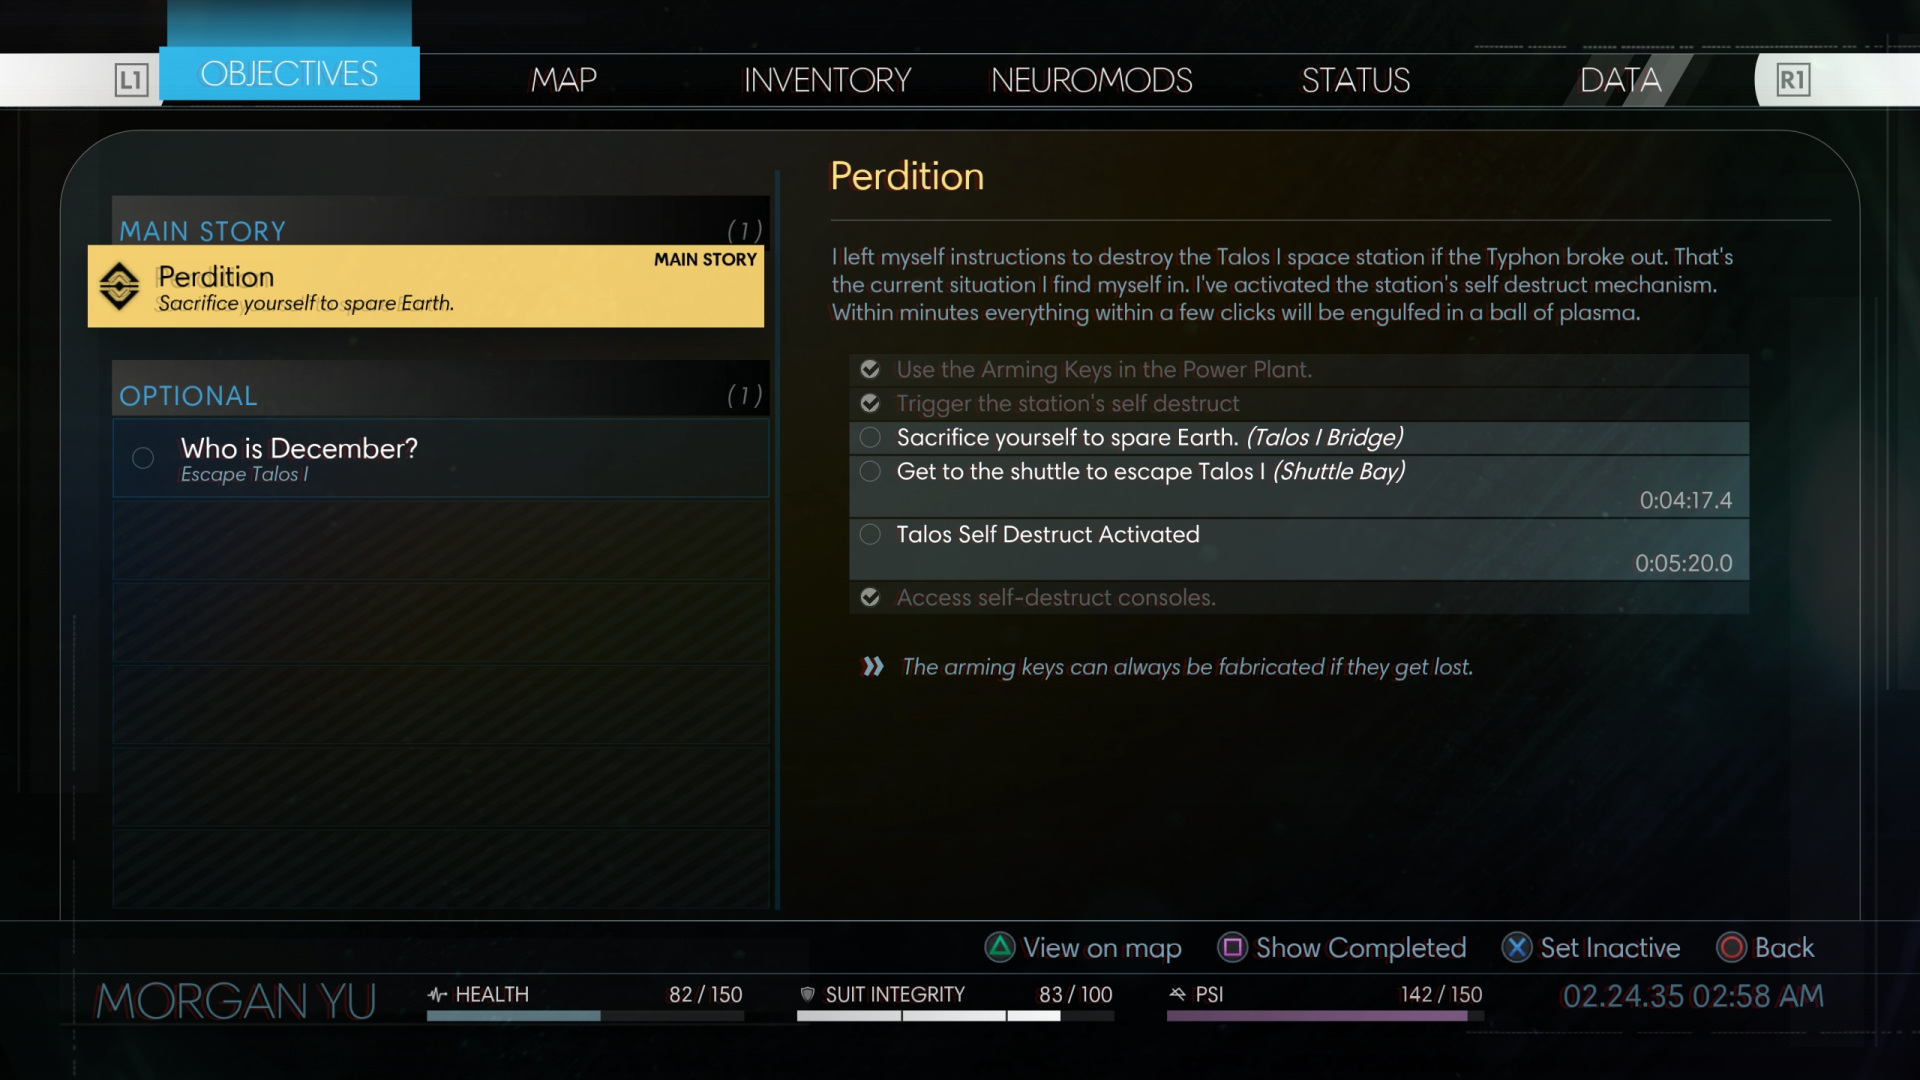 L1
OBJECTIVES
MAP
INVENTORY
NEUROMODS
STATUS
DATA
R1
MAIN STORY (1)
MAIN STORY
Perdition
Sacrifice yourself to spare Earth.
OPTIONAL (1)
Who is December?
Escape Talos I
Perdition
I left myself instructions to destroy the Talos I space station if the Typhon broke out. That's
the current situation I find myself in. I've activated the station's self destruct mechanism.
Within minutes everything within a few clicks will be engulfed in a ball of plasma.
Use the Arming Keys in the Power Plant.
Trigger the station's self destruct
Sacrifice yourself to spare Earth. (Talos I Bridge)
Get to the shuttle to escape Talos I (Shuttle Bay)
0:04:17.4
Talos Self Destruct Activated
0:05:20.0
Access self-destruct consoles.
The arming keys can always be fabricated if they get lost.
View on map
Show Completed
Set Inactive
Back
MORGAN YU
HEALTH 82 / 150
SUIT INTEGRITY 83 / 100
PSI 142 / 150
02.24.35 02:58 AM